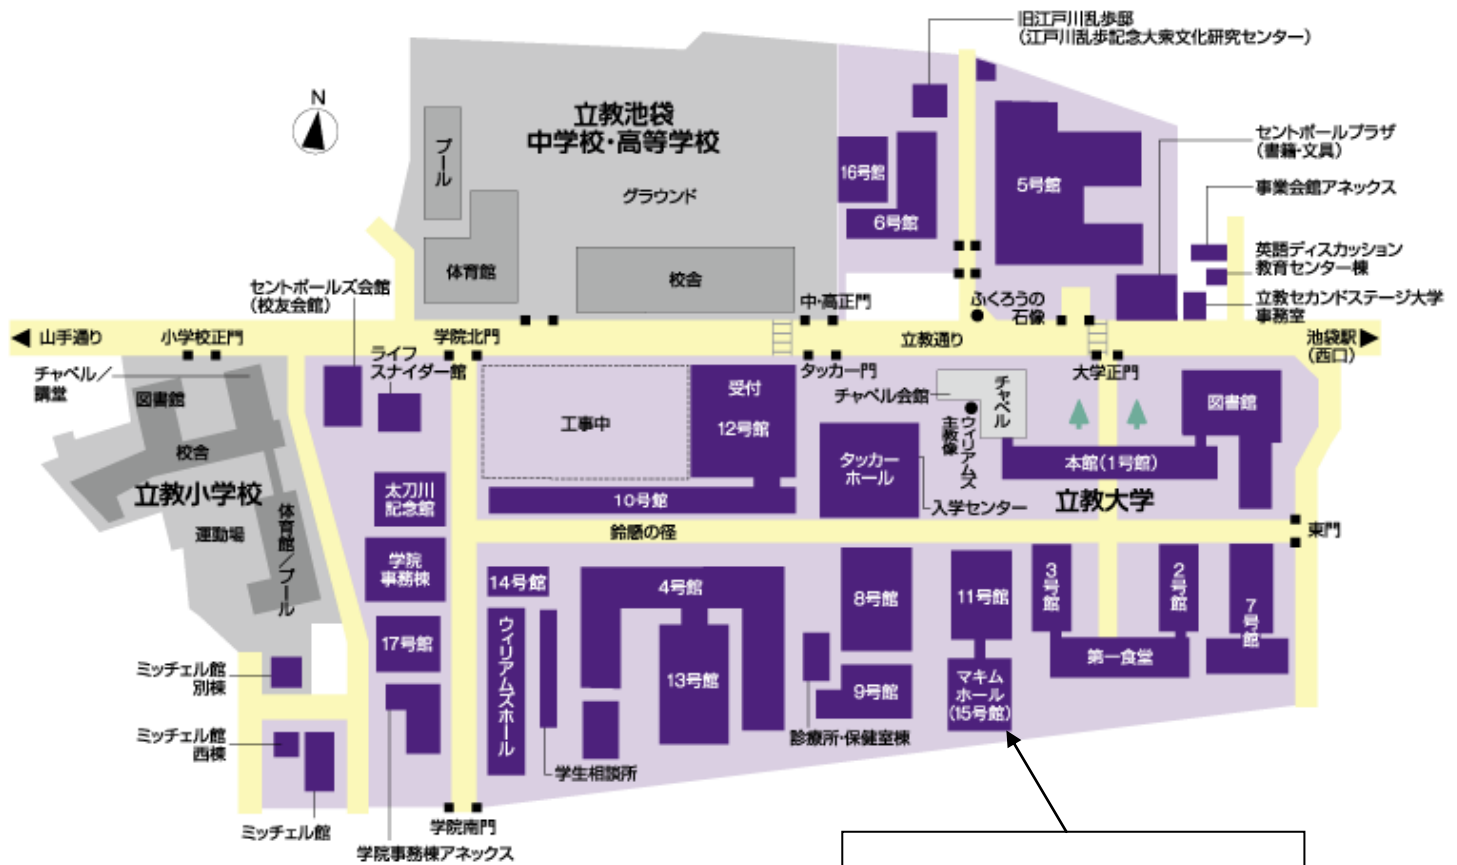 旧江戸川乱歩邸
(江戸川乱歩記念大衆文化研究センター)
N
立教池袋
中学校・高等学校
プール
グラウンド
体育館
校舎
16号館
6号館
5号館
セントポールプラザ
(書籍・文具)
事業会館アネックス
英語ディスカッション
教育センター棟
立教セカンドステージ大学
事務室
セントポールズ会館
(校友会館)
中・高正門
ふくろうの
石像
山手通り
小学校正門
学院北門
立教通り
池袋駅
(西口)
チャペル/
講堂
図書館
校舎
立教小学校
運動場
体育館/プール
ライフ
スナイダー館
タッカー門
大学正門
工事中
受付
12号館
チャペル会館
チャペル
ウィリアムズ
主教像
図書館
タッカー
ホール
本館(1号館)
太刀川
記念館
10号館
入学センター
立教大学
鈴懸の径
東門
学院
事務棟
14号館
4号館
8号館
11号館
3号館
2号館
7号館
17号館
ウィリアムズホール
13号館
9号館
マキム
ホール
(15号館)
第一食堂
ミッチェル館
別棟
ミッチェル館
西棟
診療所・保健室棟
学生相談所
ミッチェル館
学院南門
学院事務棟アネックス